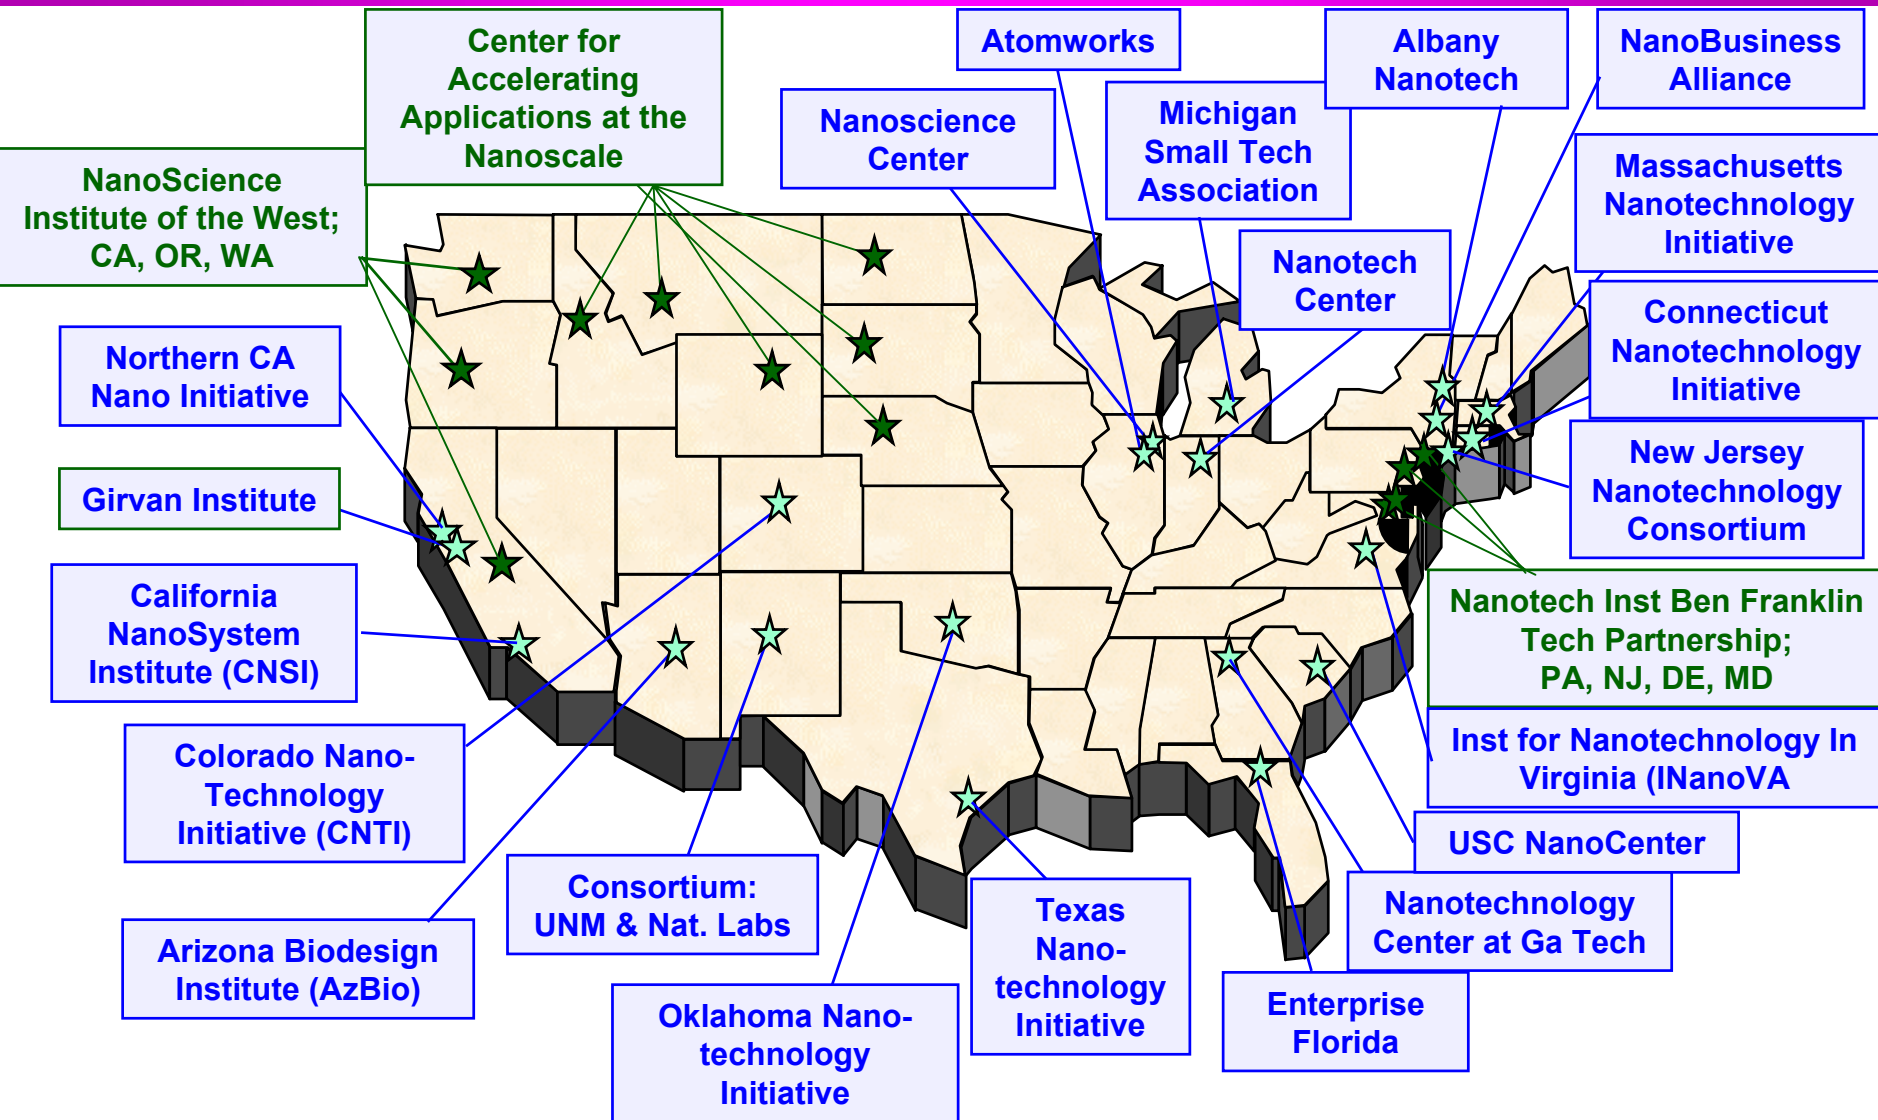 Center for
Accelerating
Applications at the
Nanoscale
Atomworks
Albany
Nanotech
NanoBusiness
Alliance
Nanoscience
Center
Michigan
Small Tech
Association
Massachusetts
Nanotechnology
Initiative
NanoScience
Institute of the West;
CA, OR, WA
Nanotech
Center
Connecticut
Nanotechnology
Initiative
Northern CA
Nano Initiative
New Jersey
Nanotechnology
Consortium
Girvan Institute
California
NanoSystem
Institute (CNSI)
Nanotech Inst Ben Franklin
Tech Partnership;
PA, NJ, DE, MD
Colorado Nano-
Technology
Initiative (CNTI)
Inst for Nanotechnology In
Virginia (INanoVA
USC NanoCenter
Consortium:
UNM & Nat. Labs
Texas
Nano-
technology
Initiative
Nanotechnology
Center at Ga Tech
Arizona Biodesign
Institute (AzBio)
Oklahoma Nano-
technology
Initiative
Enterprise
Florida